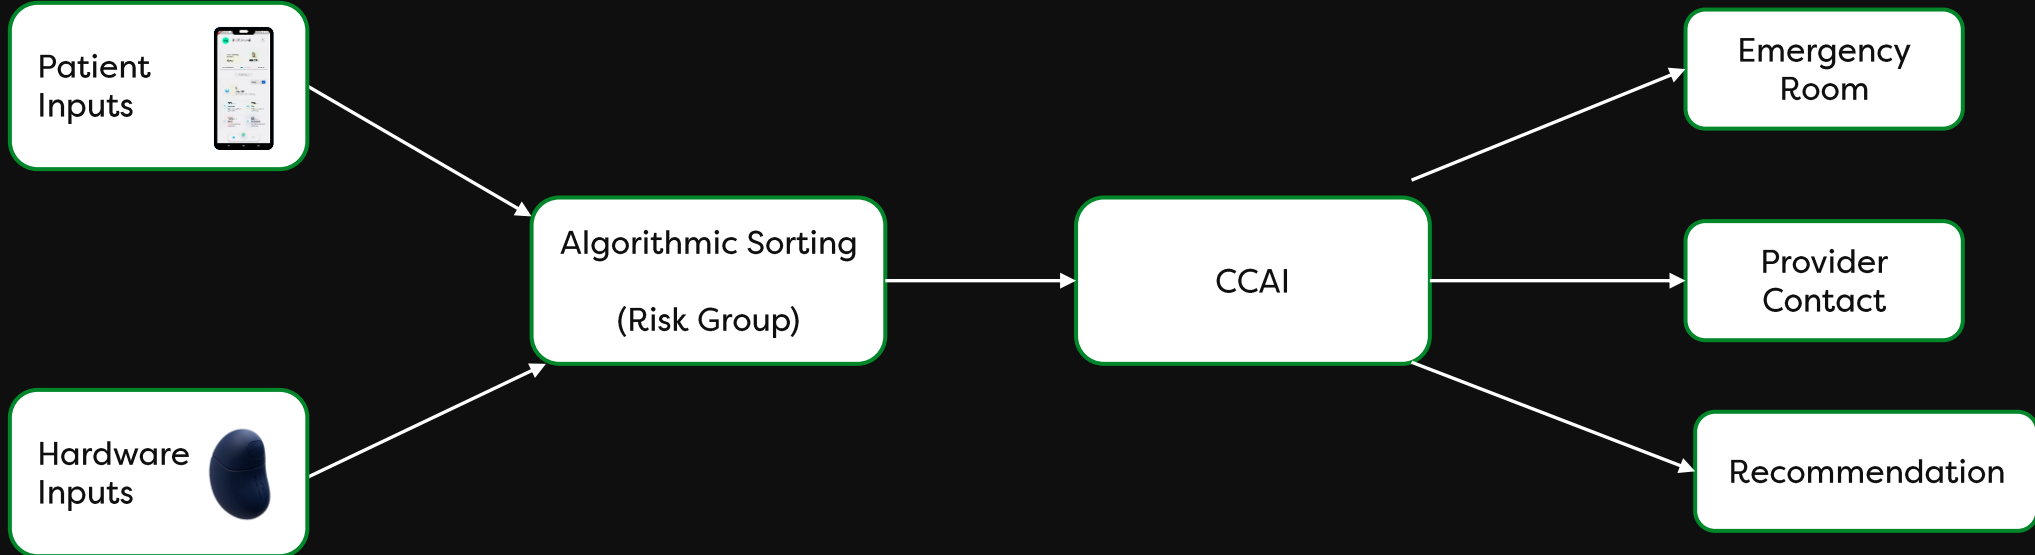 Patient
Inputs
Hardware
Inputs
Algorithmic Sorting
(Risk Group)
CCAI
Emergency
Room
Provider
Contact
Recommendation